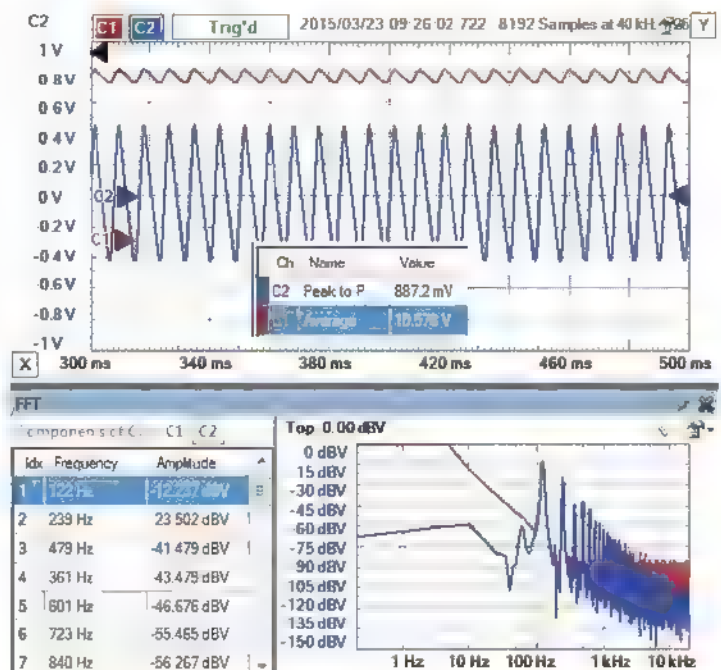 C2 C1 C2 Trig'd 2015/03/23 09:26:02 722 8192 Samples at 40 kHz Y
1 V
0 8 V
0 6 V
0 4 V
0.2 V
0 V
-0 2 V
-0.4 V
-0.6 V
-0.8 V
-1 V
C2
C1
Ch Name Value
C2 Peak to P 887.2 mV
Average 10.576 V
X 300 ms 340 ms 380 ms 420 ms 460 ms 500 ms
FFT
C1 C2
Top 0.00 dBV
Idx Frequency Amplitude
1 122 Hz -12.237 dBV
2 239 Hz 23 502 dBV
3 479 Hz -41 479 dBV
4 361 Hz -43.479 dBV
5 601 Hz -46.676 dBV
6 723 Hz -55.465 dBV
7 840 Hz -56 267 dBV
0 dBV
15 dBV
-30 dBV
-45 dBV
-60 dBV
-75 dBV
90 dBV
105 dBV
-120 dBV
135 dBV
-150 dBV
1 Hz 10 Hz 100 Hz 1 kHz 10 kHz